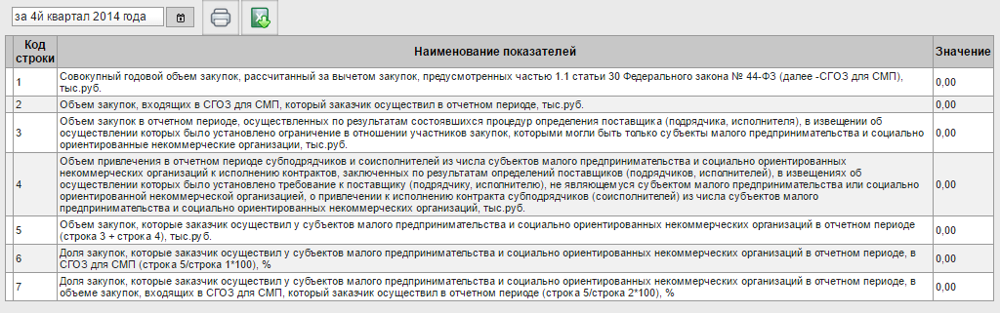 за 4й квартал 2014 года
Код строки
Наименование показателей
Значение
1
Совокупный годовой объем закупок, рассчитанный за вычетом закупок, предусмотренных частью 1.1 статьи 30 Федерального закона № 44-ФЗ (далее -СГОЗ для СМП),
тыс.руб.
0,00
2
Объем закупок, входящих в СГОЗ для СМП, который заказчик осуществил в отчетном периоде, тыс.руб.
0,00
3
Объем закупок в отчетном периоде, осуществленных по результатам состоявшихся процедур определения поставщика (подрядчика, исполнителя), в извещении об
осуществлении которых было установлено ограничение в отношении участников закупок, которыми могли быть только субъекты малого предпринимательства и социально
ориентированные некоммерческие организации, тыс.руб.
0,00
4
Объем привлечения в отчетном периоде субподрядчиков и соисполнителей из числа субъектов малого предпринимательства и социально ориентированных
некоммерческих организаций к исполнению контрактов, заключенных по результатам определений поставщиков (подрядчиков, исполнителей), в извещениях об
осуществлении которых было установлено требование к поставщику (подрядчику, исполнителю), не являющемуся субъектом малого предпринимательства или социально
ориентированной некоммерческой организацией, о привлечении к исполнению контракта субподрядчиков (соисполнителей) из числа субъектов малого
предпринимательства и социально ориентированных некоммерческих организаций, тыс.руб.
0,00
5
Объем закупок, которые заказчик осуществил у субъектов малого предпринимательства и социально ориентированных некоммерческих организаций в отчетном периоде
(строка 3 + строка 4), тыс.руб.
0,00
6
Доля закупок, которые заказчик осуществил у субъектов малого предпринимательства и социально ориентированных некоммерческих организаций в отчетном периоде, в
СГОЗ для СМП (строка 5/строка 1*100), %
0,00
7
Доля закупок, которые заказчик осуществил у субъектов малого предпринимательства и социально ориентированных некоммерческих организаций в отчетном периоде, в
объеме закупок, входящих в СГОЗ для СМП, который заказчик осуществил в отчетном периоде (строка 5/строка 2*100), %
0,00